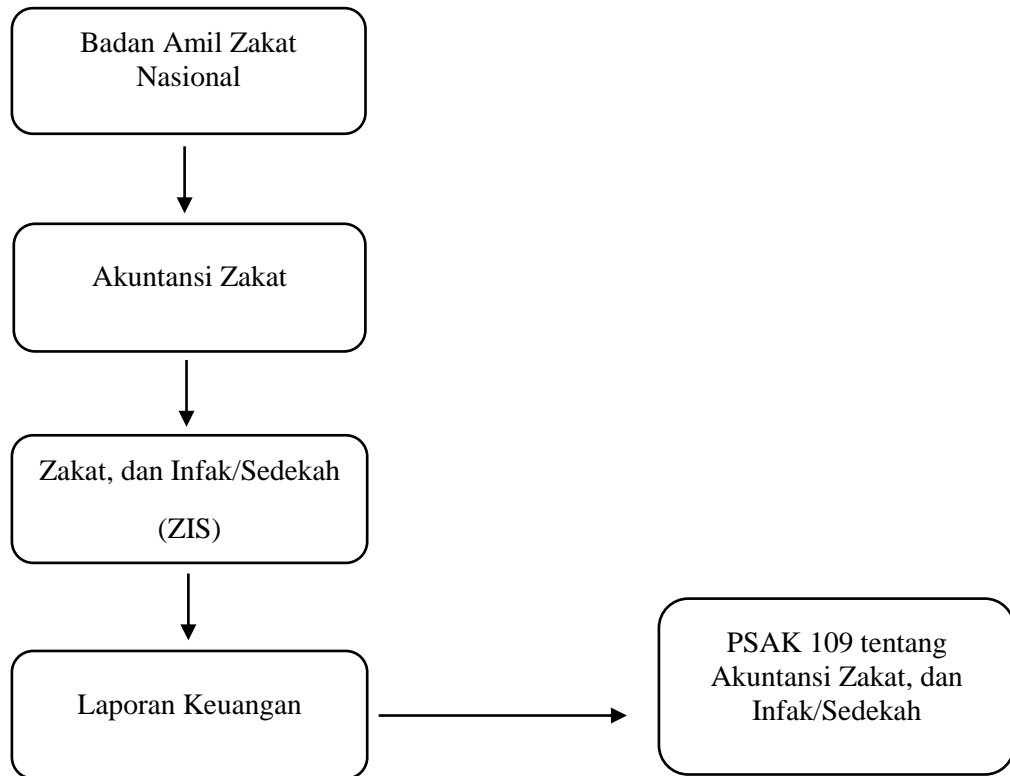 Badan Amil Zakat
Nasional
Akuntansi Zakat
Zakat, dan Infak/Sedekah
(ZIS)
Laporan Keuangan
PSAK 109 tentang
Akuntansi Zakat, dan
Infak/Sedekah